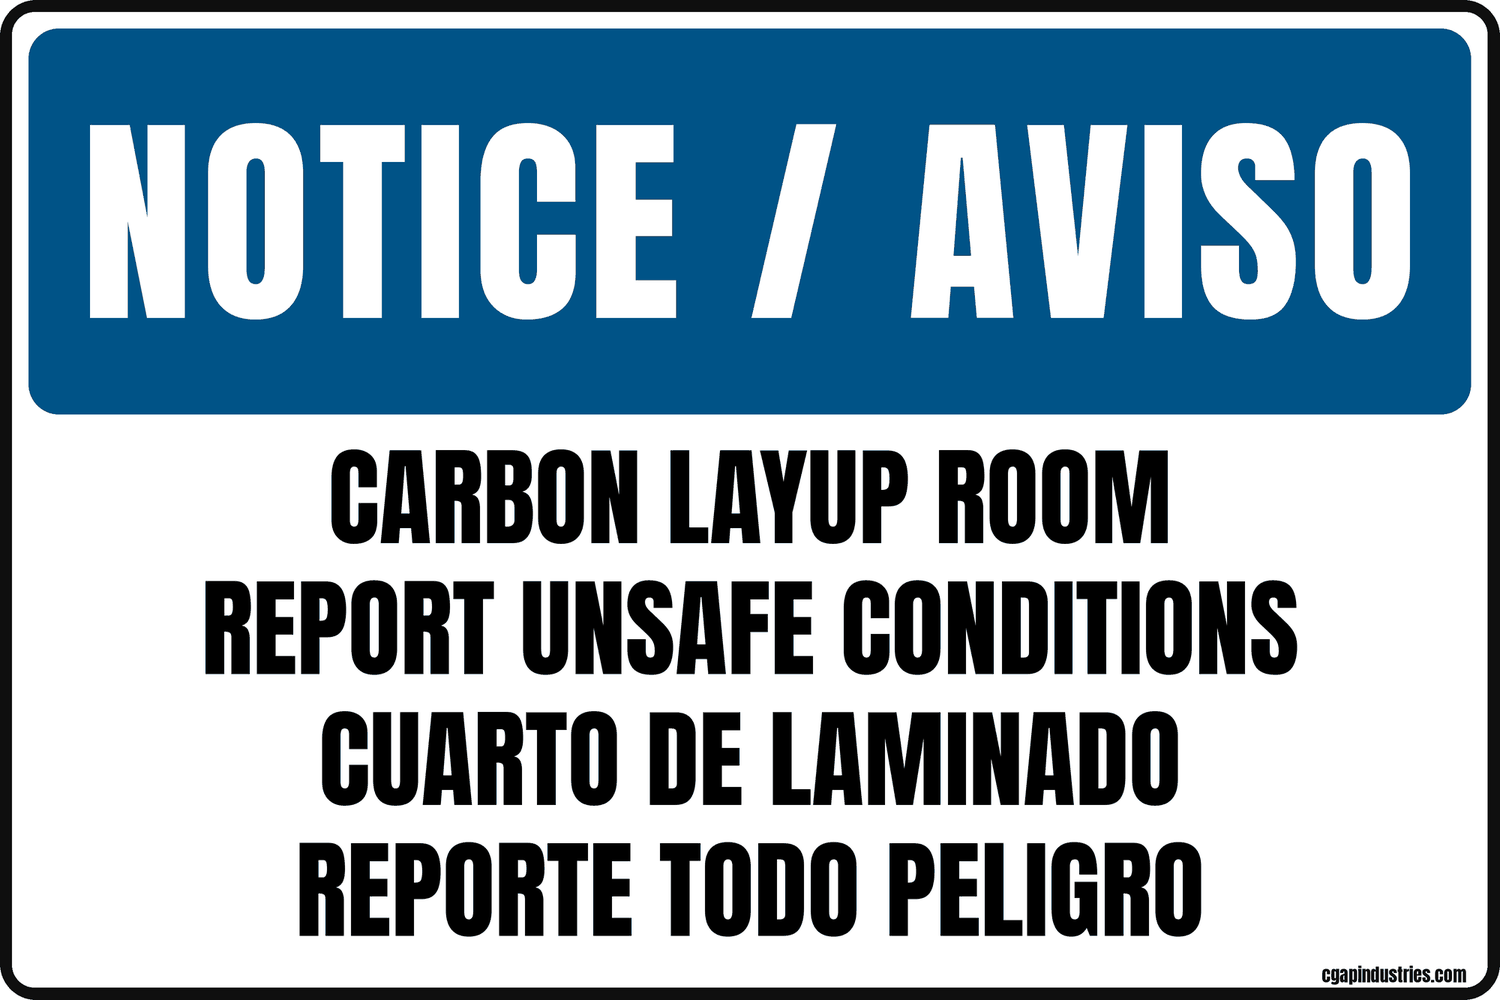 NOTICE / AVISO
CARBON LAYUP ROOM
REPORT UNSAFE CONDITIONS
CUARTO DE LAMINADO
REPORTE TODO PELIGRO
cgapindustries.com